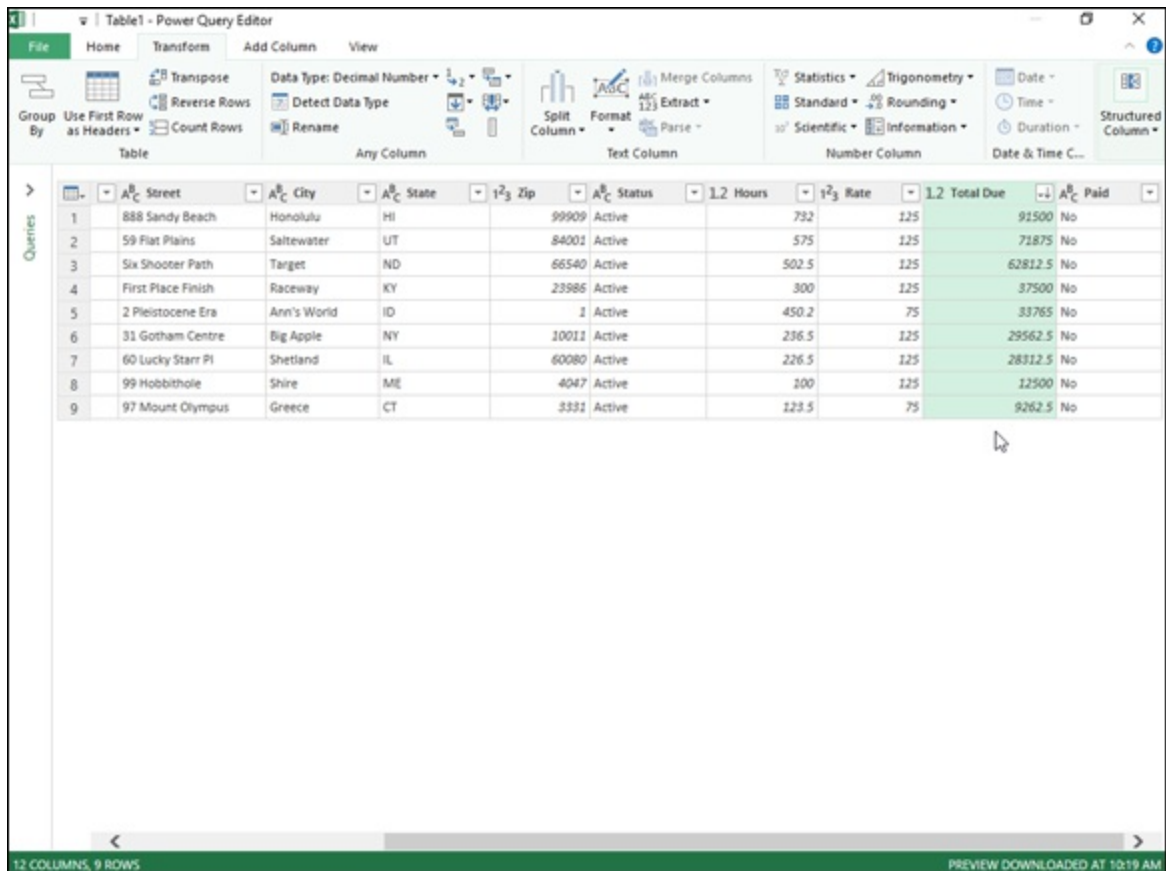 Table1 - Power Query Editor
File Home Transform Add Column View
Group By
Use First Row as Headers
Transpose
Reverse Rows
Count Rows
Table
Data Type: Decimal Number
Detect Data Type
Rename
Any Column
Split Column
Format
Merge Columns
Extract
Parse
Text Column
Statistics
Standard
Scientific
Trigonometry
Rounding
Information
Number Column
Date
Time
Duration
Date & Time C...
Structured Column
Queries
Street City State Zip Status Hours Rate Total Due Paid
1 888 Sandy Beach Honolulu HI 99909 Active 732 125 91500 No
2 59 Flat Plains Saltewater UT 84001 Active 575 125 71875 No
3 Six Shooter Path Target ND 66540 Active 502.5 125 62812.5 No
4 First Place Finish Raceway KY 23986 Active 300 125 37500 No
5 2 Pleistocene Era Ann's World ID 1 Active 450.2 75 33765 No
6 31 Gotham Centre Big Apple NY 10011 Active 236.5 125 29562.5 No
7 60 Lucky Starr Pl Shetland IL 60080 Active 226.5 125 28312.5 No
8 99 Hobbithole Shire ME 4047 Active 100 125 12500 No
9 97 Mount Olympus Greece CT 3331 Active 123.5 75 9262.5 No
12 COLUMNS, 9 ROWS
PREVIEW DOWNLOADED AT 10:19 AM